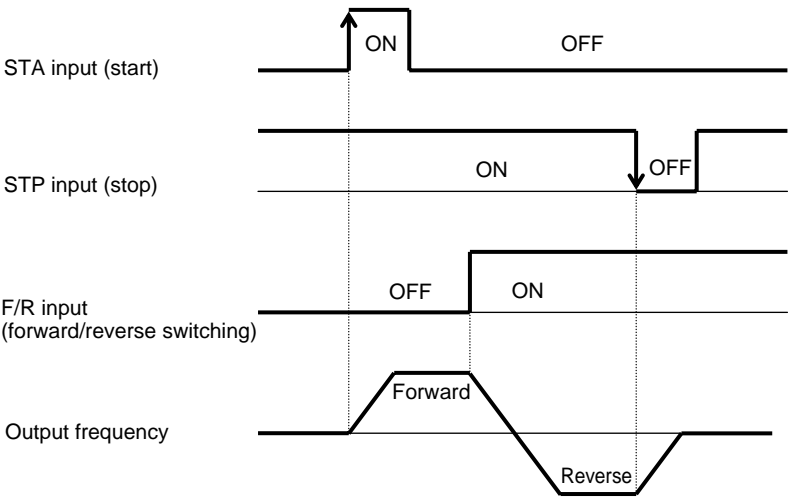 ON
OFF
STA input (start)
ON
OFF
STP input (stop)
OFF
ON
F/R input
(forward/reverse switching)
Forward
Output frequency
Reverse